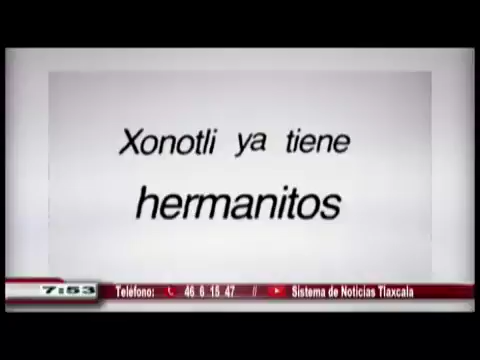 Xonotli ya tiene
hermanitos
7:53 Teléfono: 46 6 15 47 // Sistema de Noticias Tlaxcala